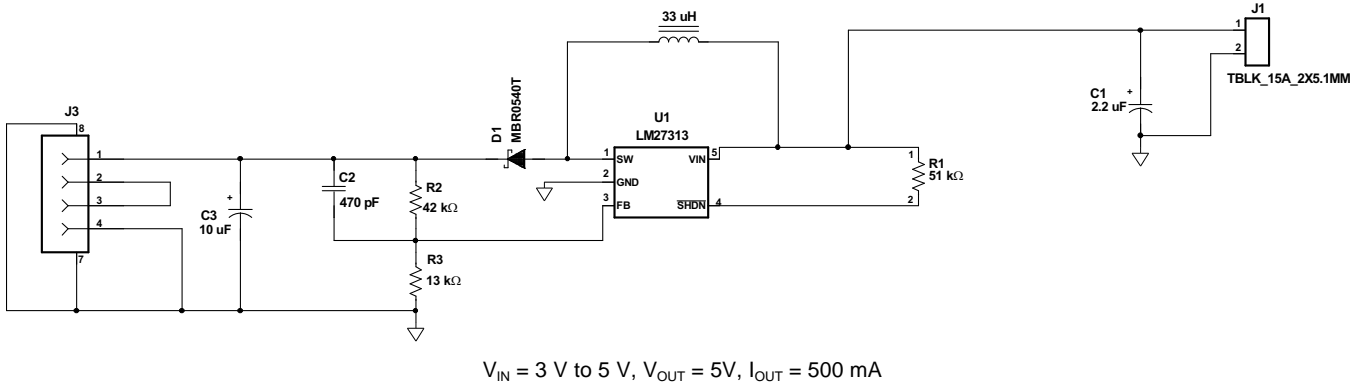 33 uH
J1
1
2
TBLK_15A_2X5.1MM
C1
+
2.2 uF
J3
8
1
2
3
4
7
D1
MBR0540T
U1
LM27313
1 SW VIN 5
2 GND
3 FB SHDN 4
1
R1
51 kΩ
2
C2
470 pF
R2
42 kΩ
+
C3
10 uF
R3
13 kΩ
V_IN = 3 V to 5 V, V_OUT = 5V, I_OUT = 500 mA